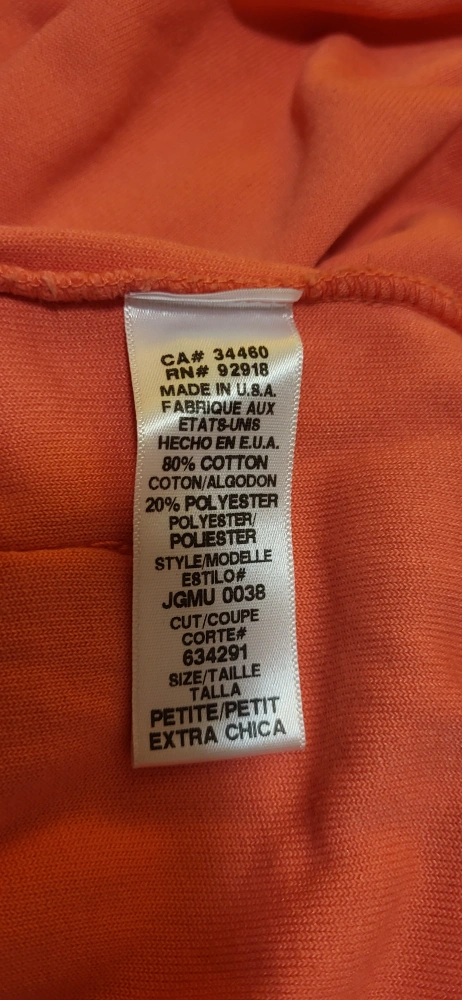 CA# 34460
RN# 92918
MADE IN U.S.A.
FABRIQUE AUX
ETATS-UNIS
HECHO EN E.U.A.
80% COTTON
COTON/ALGODON
20% POLYESTER
POLYESTER/
POLIESTER
STYLE/MODELLE
ESTILO#
JGMU 0038
CUT/COUPE
CORTE#
634291
SIZE/TAILLE
TALLA
PETITE/PETIT
EXTRA CHICA